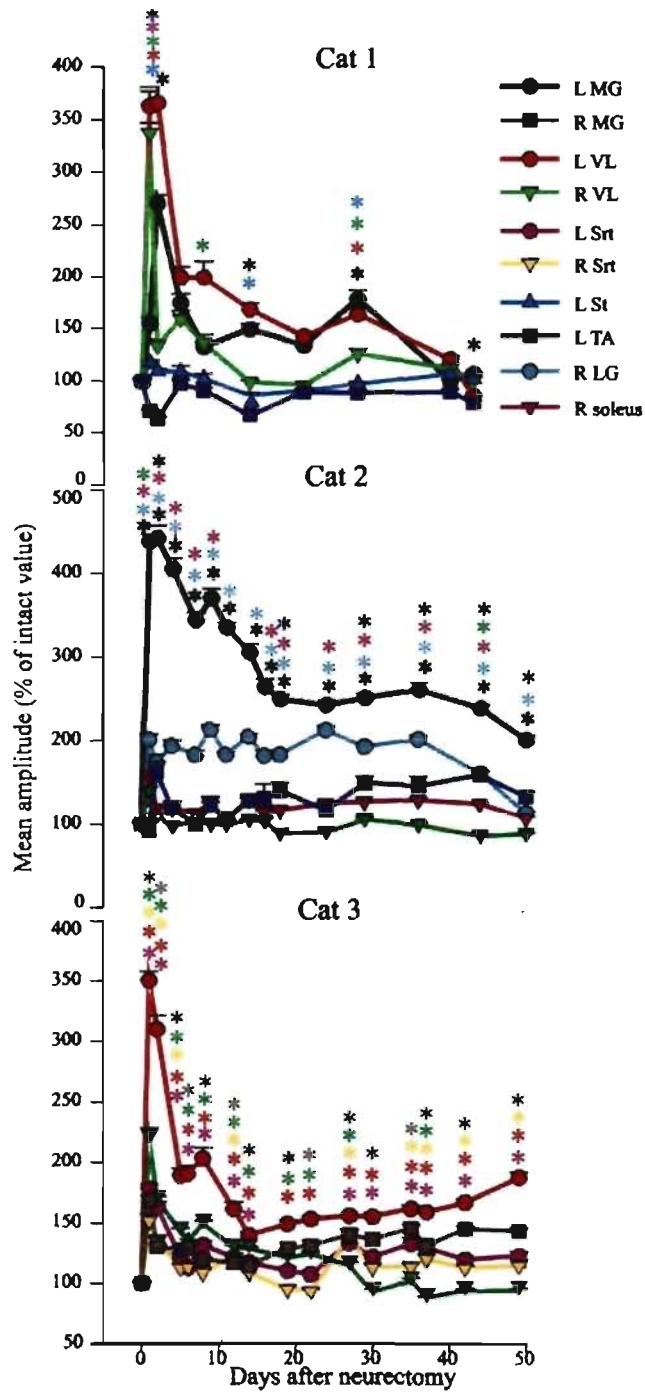 Cat 1
400
350
300
250
200
150
100
50
0
L MG
R MG
L VL
R VL
L Srt
R Srt
L St
L TA
R LG
R soleus
Cat 2
500
400
300
200
100
0
Mean amplitude (% of intact value)
Cat 3
400
350
300
250
200
150
100
50
0 10 20 30 40 50
Days after neurectomy